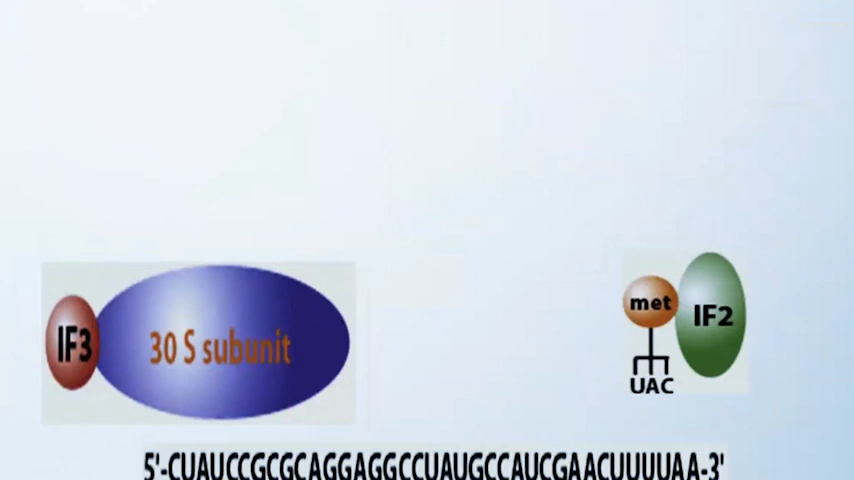 IF3
30 S subunit
met
IF2
UAC
5'-CUAUCCGCGCAGGAGGCCUAUGCCAUCGAACUUUUAA-3'